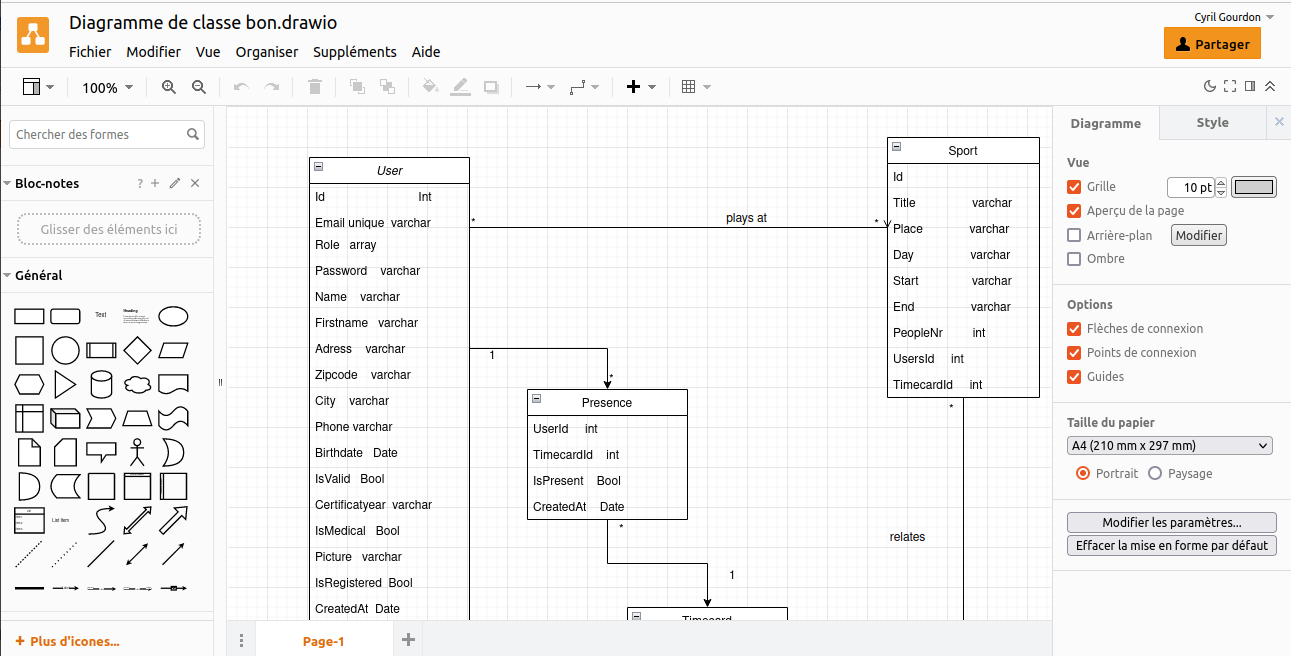 Diagramme de classe bon.drawio
Cyril Gourdon
Fichier Modifier Vue Organiser Suppléments Aide
Partager
100%
Chercher des formes
Bloc-notes
?
Glisser des éléments ici
Général
Text
Heading
List Item
+ Plus d'icones...
User
Id Int
Email unique varchar
Role array
Password varchar
Name varchar
Firstname varchar
Adress varchar
Zipcode varchar
City varchar
Phone varchar
Birthdate Date
IsValid Bool
Certificatyear varchar
IsMedical Bool
Picture varchar
IsRegistered Bool
CreatedAt Date
*
plays at
*
1
*
Presence
UserId int
TimecardId int
IsPresent Bool
CreatedAt Date
*
1
Timecard
Sport
Id
Title varchar
Place varchar
Day varchar
Start varchar
End varchar
PeopleNr int
UsersId int
TimecardId int
*
relates
Page-1
Diagramme Style
Vue
Grille 10 pt
Aperçu de la page
Arrière-plan Modifier
Ombre
Options
Flèches de connexion
Points de connexion
Guides
Taille du papier
A4 (210 mm x 297 mm)
Portrait Paysage
Modifier les paramètres...
Effacer la mise en forme par défaut